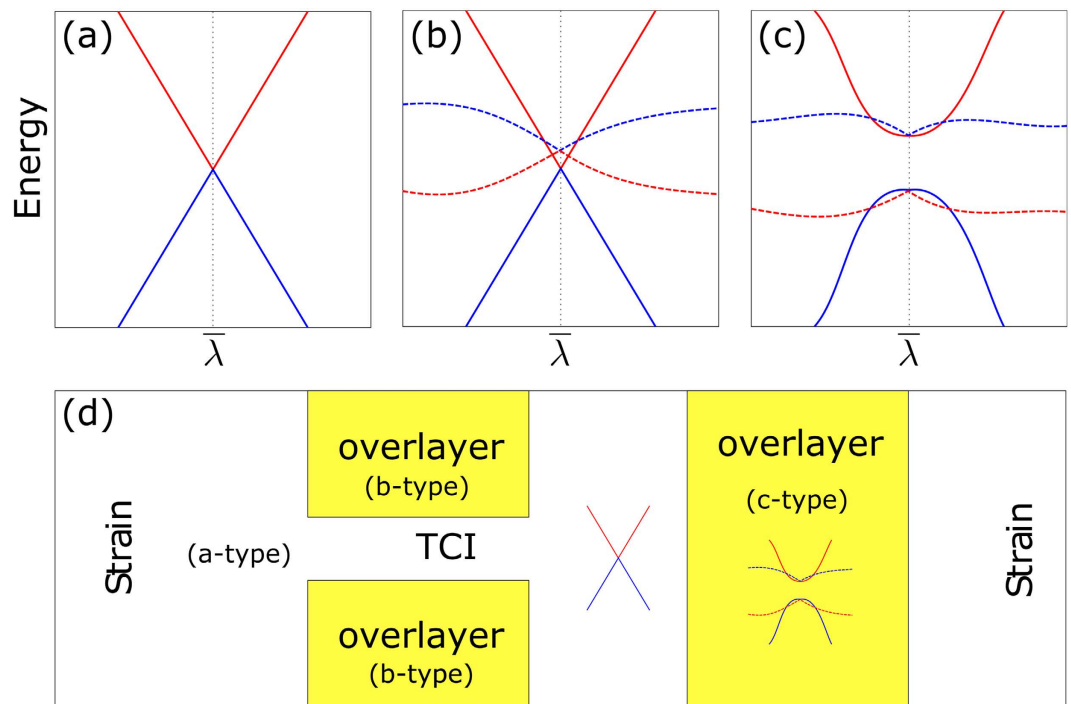 (a)
(b)
(c)
Energy
λ̅
λ̅
λ̅
(d)
Strain
(a-type)
overlayer
(b-type)
TCI
overlayer
(b-type)
overlayer
(c-type)
Strain